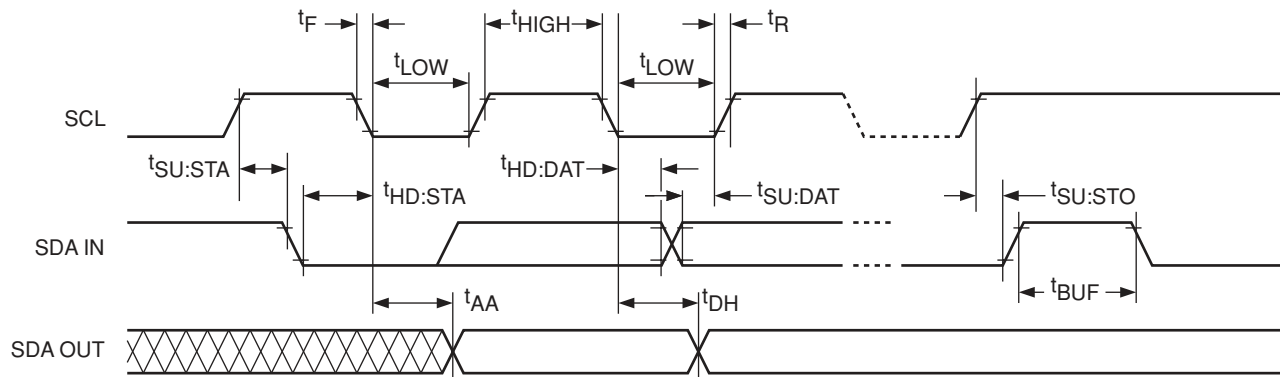 tF
tHIGH
tR
tLOW
tLOW
SCL
tSU:STA
tHD:STA
tHD:DAT
tSU:DAT
tSU:STO
SDA IN
tBUF
tAA
tDH
SDA OUT